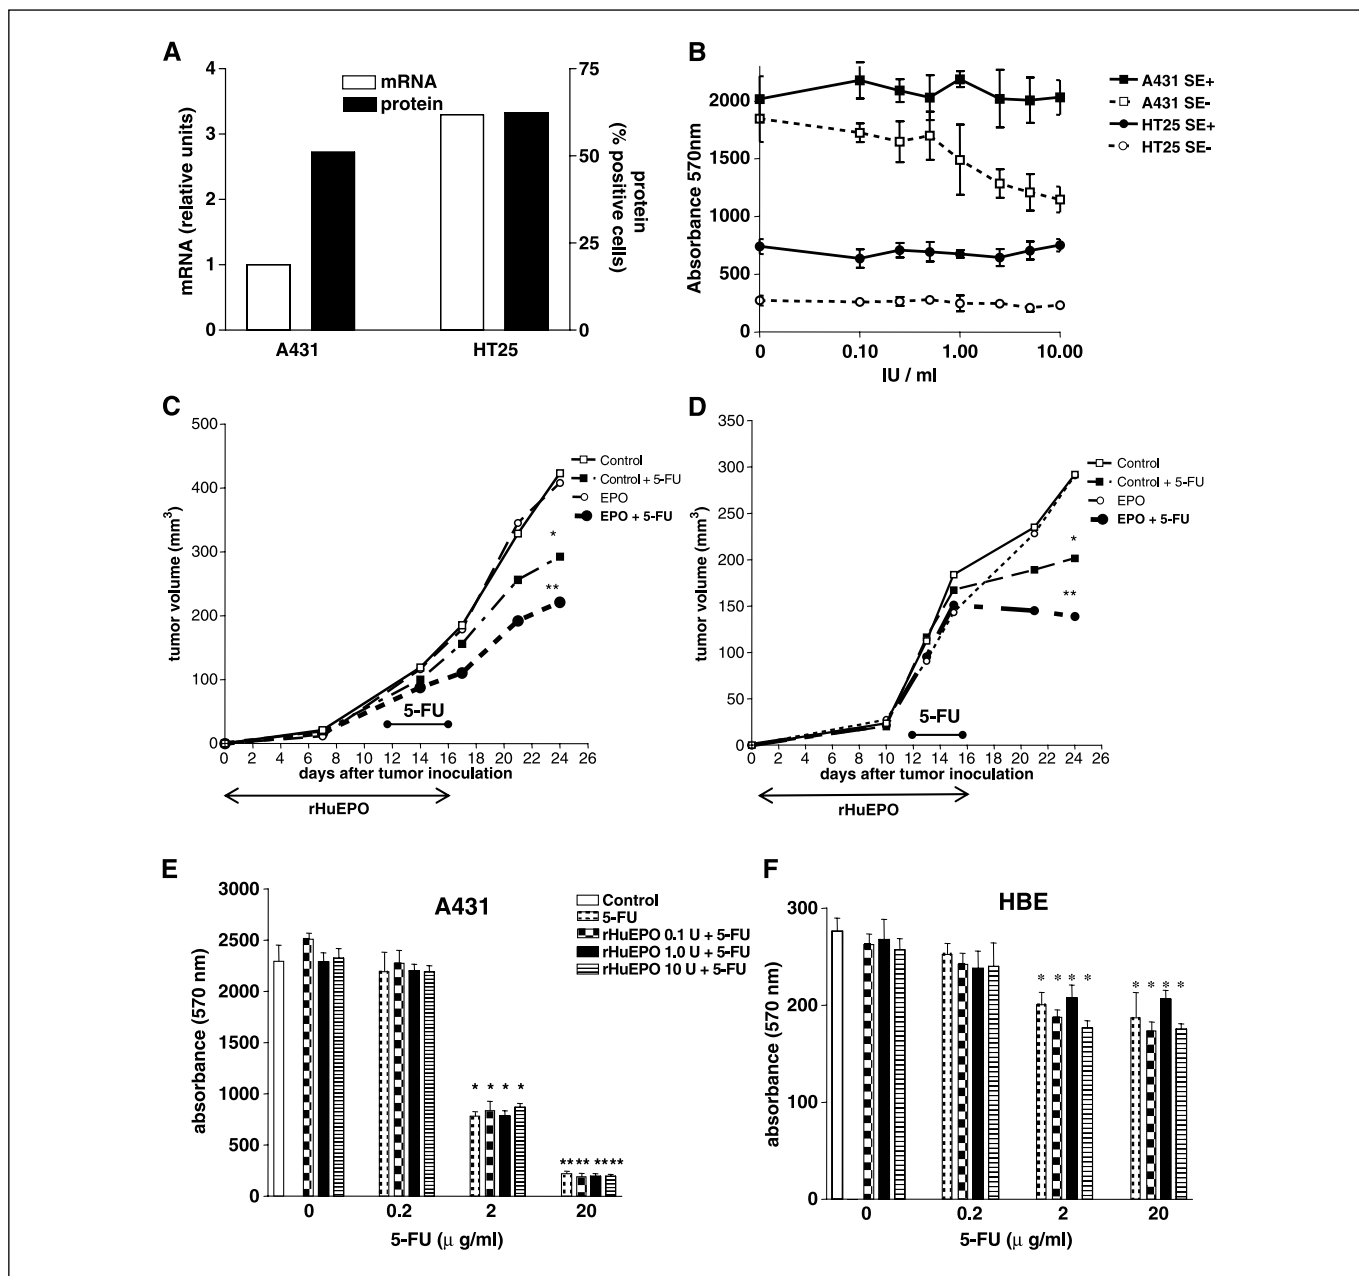 A
mRNA
protein
mRNA (relative units)
4
3
2
1
0
75
50
25
0
protein
(% positive cells)
A431 HT25
B
Absorbance 570nm
2000
1500
1000
500
0
0 0.10 1.00 10.00
IU / ml
A431 SE+
A431 SE-
HT25 SE+
HT25 SE-
C
tumor volume (mm3)
500
400
300
200
100
0
Control
Control + 5-FU
EPO
EPO + 5-FU
*
**
5-FU
0 2 4 6 8 10 12 14 16 18 20 22 24 26
days after tumor inoculation
rHuEPO
D
tumor volume (mm3)
350
300
250
200
150
100
50
0
Control
Control + 5-FU
EPO
EPO + 5-FU
*
**
5-FU
0 2 4 6 8 10 12 14 16 18 20 22 24 26
days after tumor inoculation
rHuEPO
E
A431
absorbance (570 nm)
3000
2500
2000
1500
1000
500
0
Control
5-FU
rHuEPO 0.1 U + 5-FU
rHuEPO 1.0 U + 5-FU
rHuEPO 10 U + 5-FU
* * * *
** ** ** **
0 0.2 2 20
5-FU (μ g/ml)
F
HBE
absorbance (570 nm)
300
200
100
0
* * * * * * * *
0 0.2 2 20
5-FU (μ g/ml)